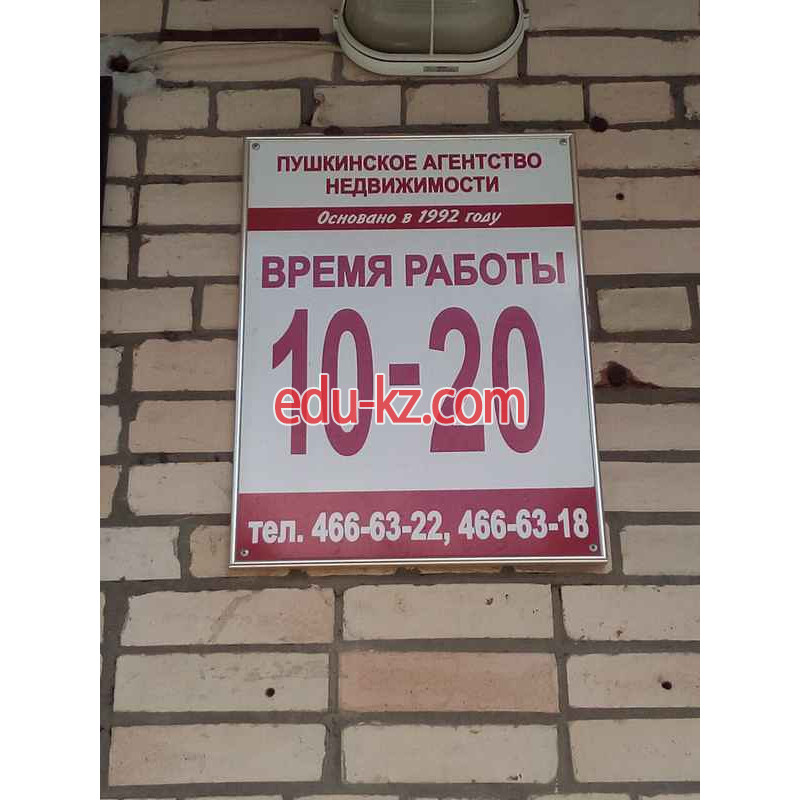 ПУШКИНСКОЕ АГЕНТСТВО
НЕДВИЖИМОСТИ
Основано в 1992 году
ВРЕМЯ РАБОТЫ
10-20
edu-kz.com
тел. 466-63-22, 466-63-18